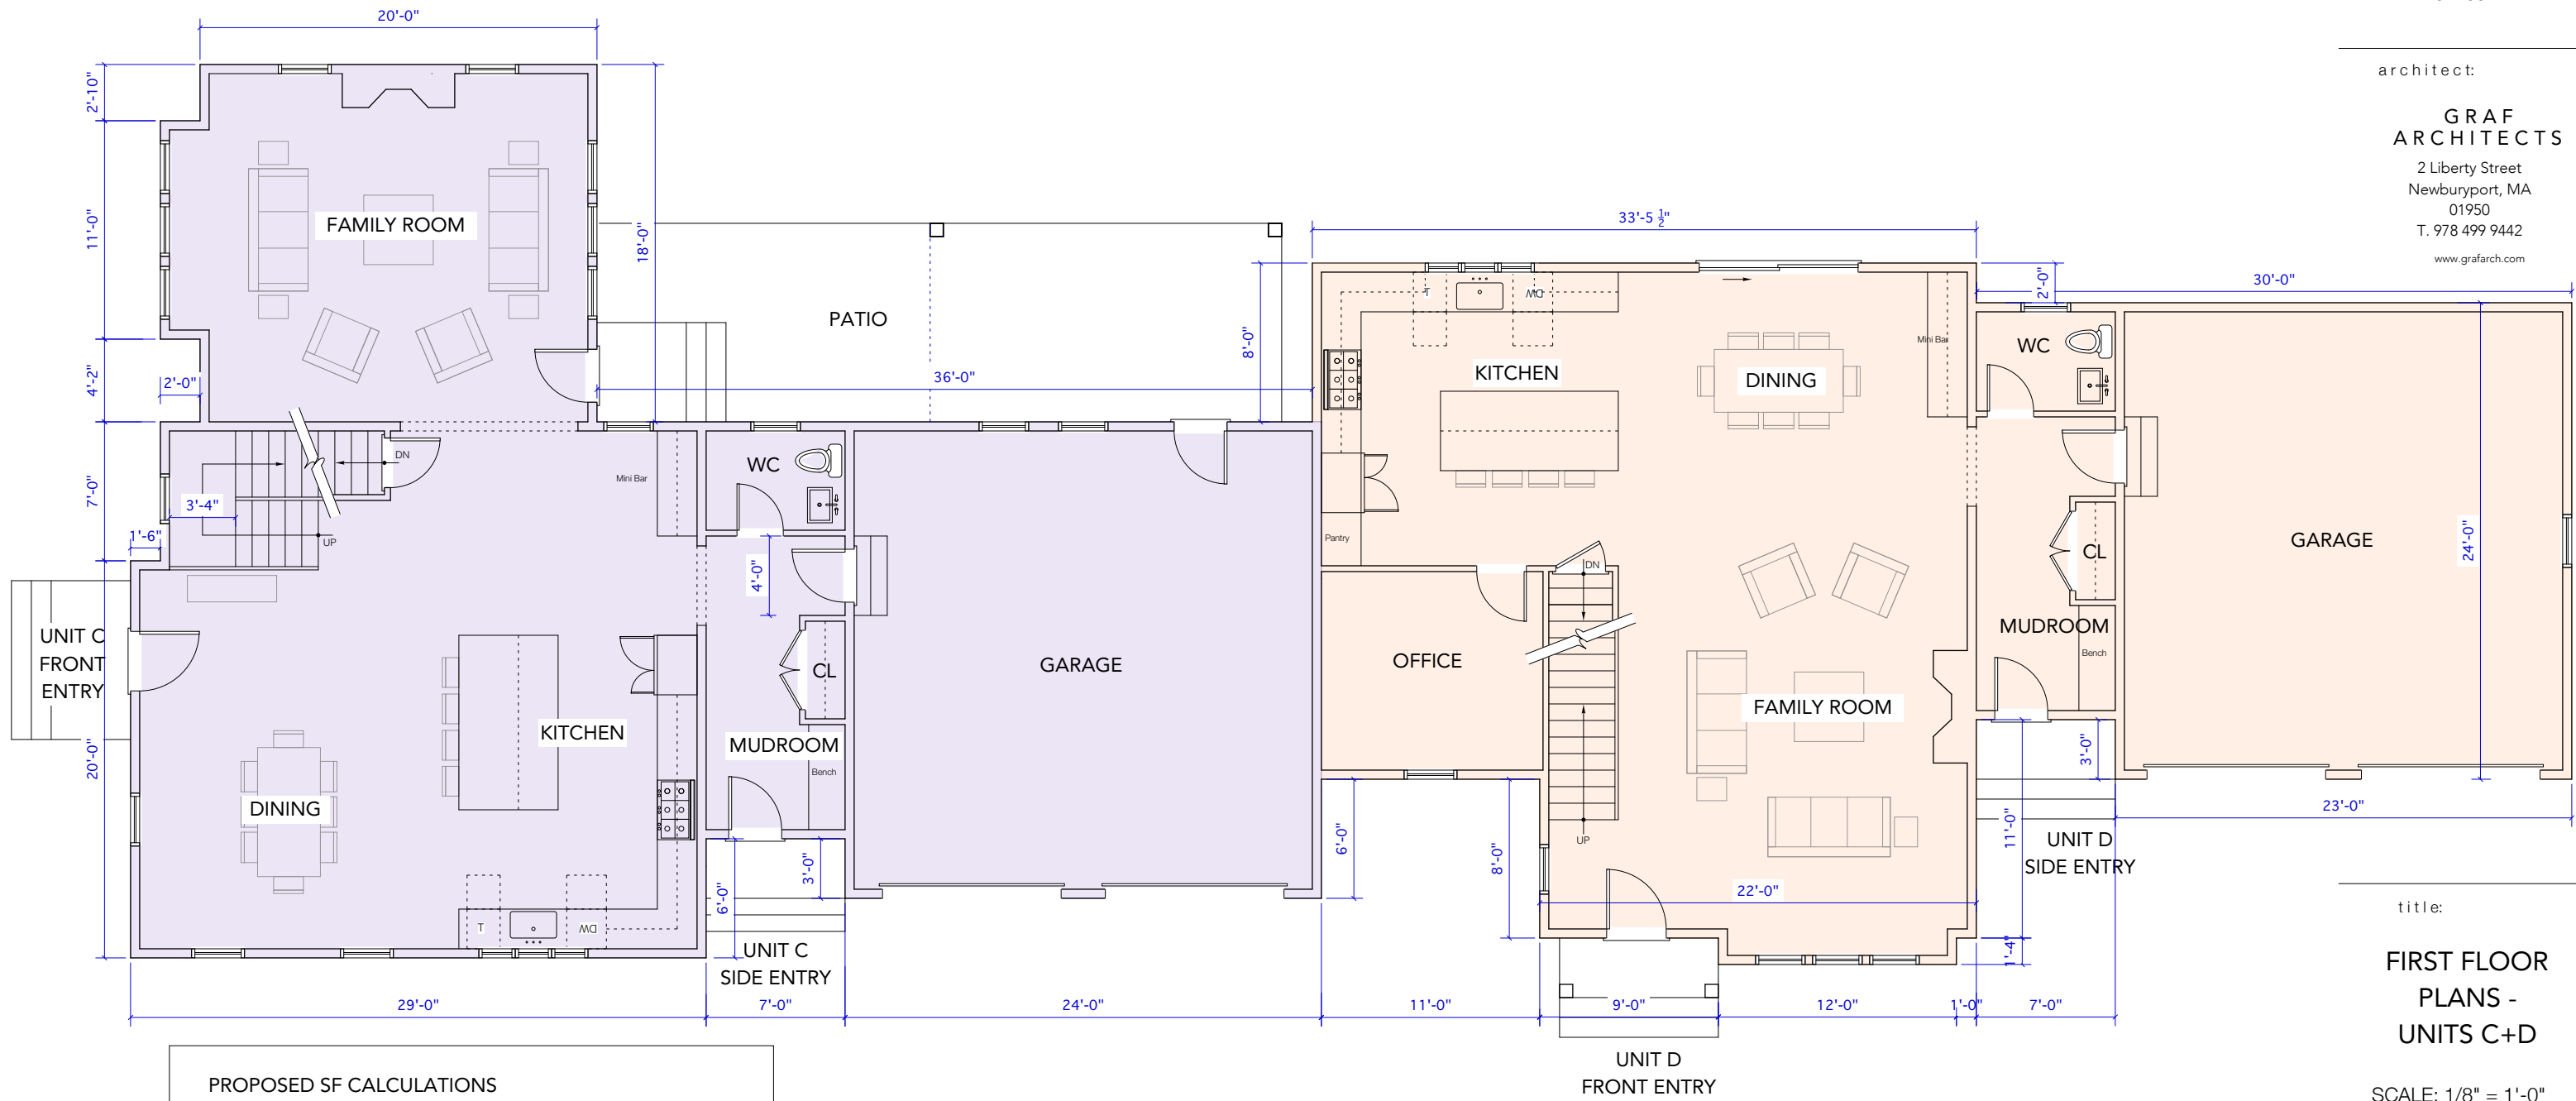 20'-0"
architect:
GRAF
ARCHITECTS
2 Liberty Street
Newburyport, MA
01950
T. 978 499 9442
www.grafarch.com
2'-10"
11'-0"
4'-2"
2'-0"
7'-0"
3'-4"
1'-6"
20'-0"
FAMILY ROOM
18'-0"
PATIO
36'-0"
8'-0"
33'-5 1/2"
2'-0"
30'-0"
DN
UP
Mini Bar
WC
4'-0"
CL
MUDROOM
Bench
GARAGE
UNIT C
FRONT
ENTRY
KITCHEN
DINING
T
DW
6'-0"
3'-0"
UNIT C
SIDE ENTRY
T
DW
KITCHEN
DINING
Mini Bar
WC
Pantry
DN
OFFICE
UP
FAMILY ROOM
CL
MUDROOM
Bench
GARAGE
24'-0"
3'-0"
23'-0"
6'-0"
8'-0"
22'-0"
11'-0"
1'-4"
UNIT D
SIDE ENTRY
29'-0"
7'-0"
24'-0"
11'-0"
9'-0"
12'-0"
1'-0"
7'-0"
UNIT D
FRONT ENTRY
PROPOSED SF CALCULATIONS
title:
FIRST FLOOR
PLANS -
UNITS C+D
SCALE: 1/8" = 1'-0"